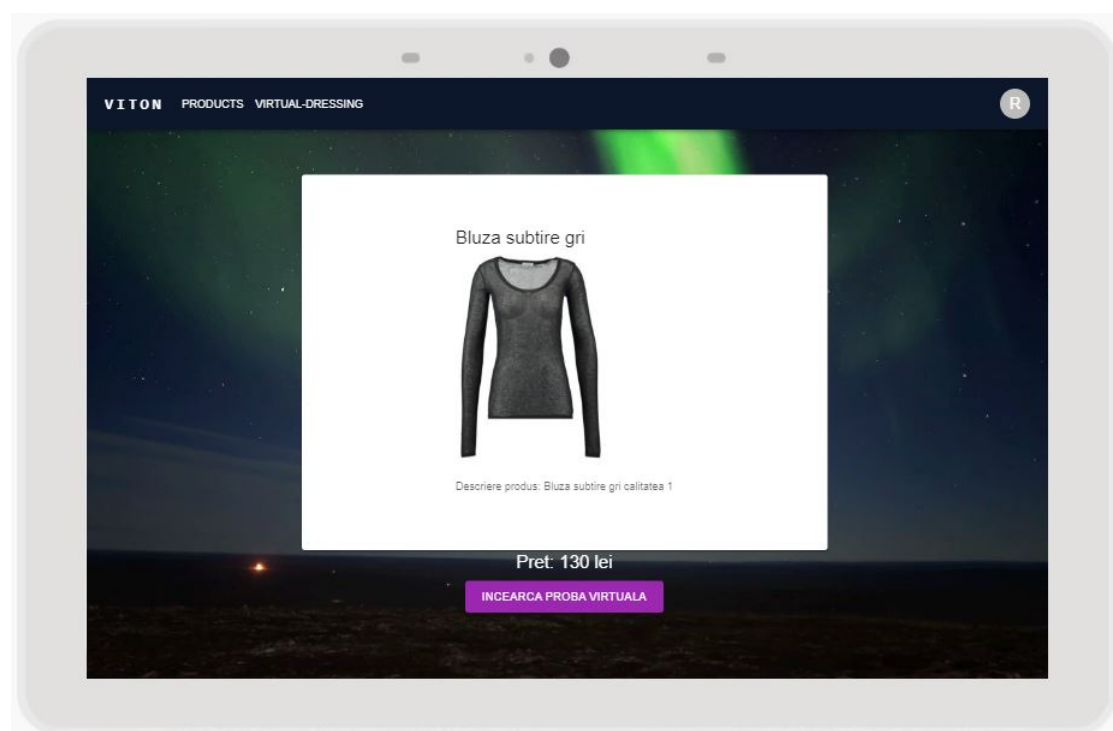 VITON PRODUCTS VIRTUAL-DRESSING R
Bluza subtire gri
Descriere produs: Bluza subtire gri calitatea 1
Pret: 130 lei
INCEARCA PROBA VIRTUALA